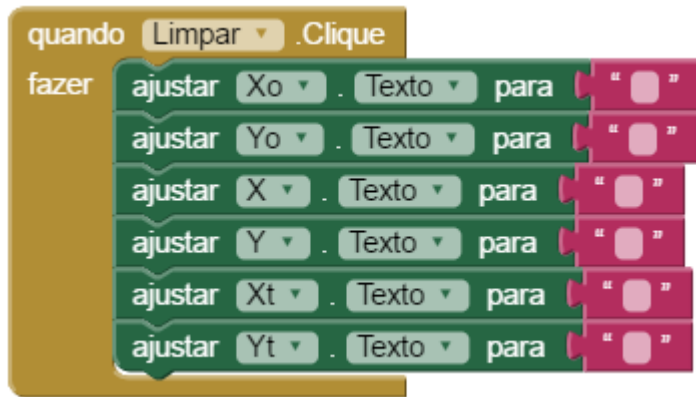 quando Limpar .Clique
fazer ajustar Xo . Texto para “ ”
ajustar Yo . Texto para “ ”
ajustar X . Texto para “ ”
ajustar Y . Texto para “ ”
ajustar Xt . Texto para “ ”
ajustar Yt . Texto para “ ”